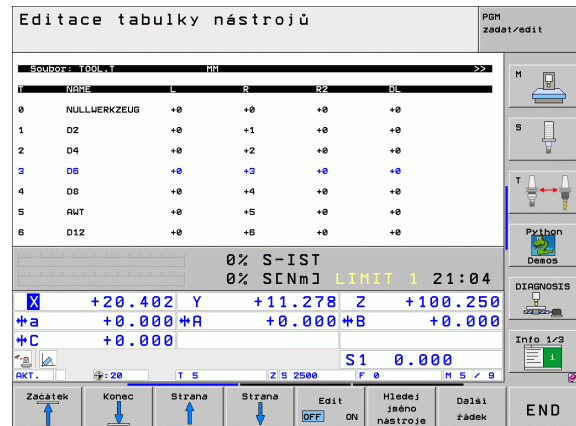 Editace tabulky nástrojů
PGM
zadat/edit
Soubor: TOOL.T MM >>
T NAME L R R2 DL
0 NULLWERKZEUG +0 +0 +0 +0
1 D2 +0 +1 +0 +0
2 D4 +0 +2 +0 +0
3 D6 +0 +3 +0 +0
4 D8 +0 +4 +0 +0
5 AWT +0 +5 +0 +0
6 D12 +0 +6 +0 +0
0% S-IST
0% S[Nm] LIMIT 1 21:04
X +20.402 Y +11.278 Z +100.250
a +0.000 A +0.000 B +0.000
C +0.000
S1 0.000
AKT. :20 T 5 Z S 2500 F 0 M 5 / 9
M
S
T
Python
Demos
DIAGNOSIS
Info 1/3
Začátek
Konec
Strana
Strana
Edit
OFF ON
Hledej
jméno
nástroje
Další
řádek
END